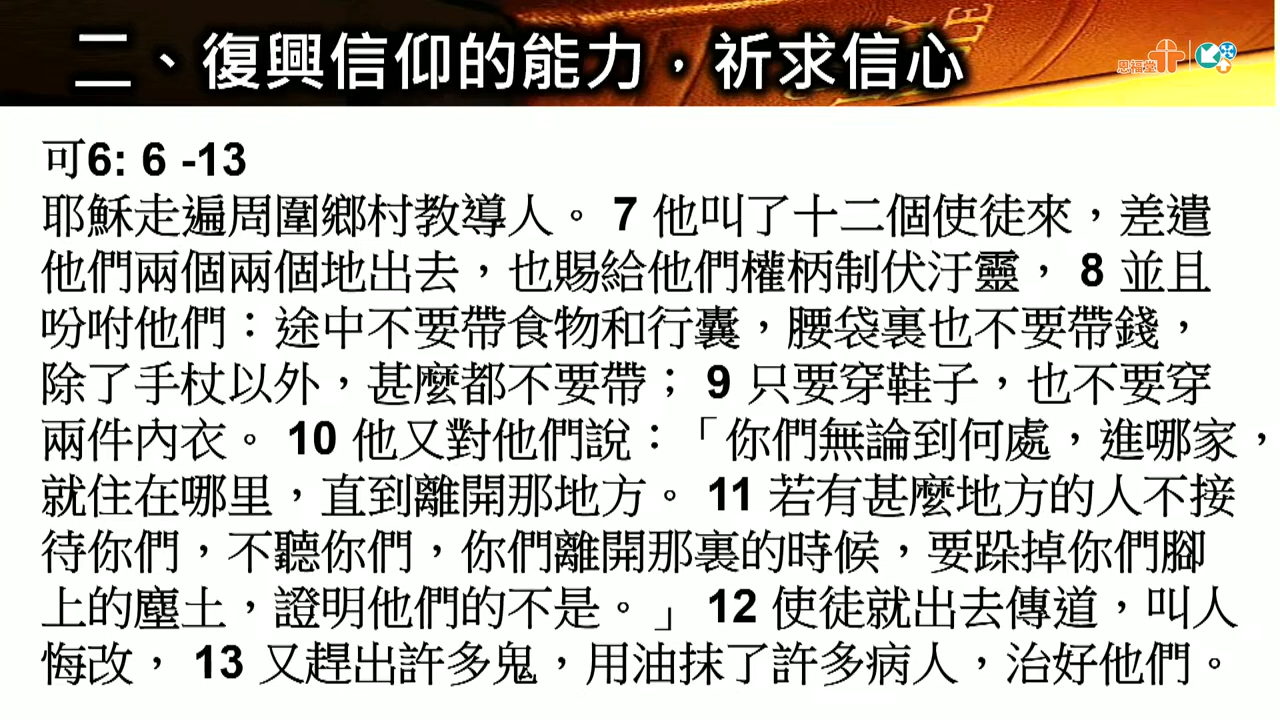 二、復興信仰的能力，祈求信心
恩福堂
可6: 6 -13
耶穌走遍周圍鄉村教導人。 7 他叫了十二個使徒來，差遣
他們兩個兩個地出去，也賜給他們權柄制伏汙靈， 8 並且
吩咐他們：途中不要帶食物和行囊，腰袋裏也不要帶錢，
除了手杖以外，甚麼都不要帶； 9 只要穿鞋子，也不要穿
兩件內衣。 10 他又對他們說：「你們無論到何處，進哪家，
就住在哪里，直到離開那地方。 11 若有甚麼地方的人不接
待你們，不聽你們，你們離開那裏的時候，要跺掉你們腳
上的塵土，證明他們的不是。」 12 使徒就出去傳道，叫人
悔改， 13 又趕出許多鬼，用油抹了許多病人，治好他們。